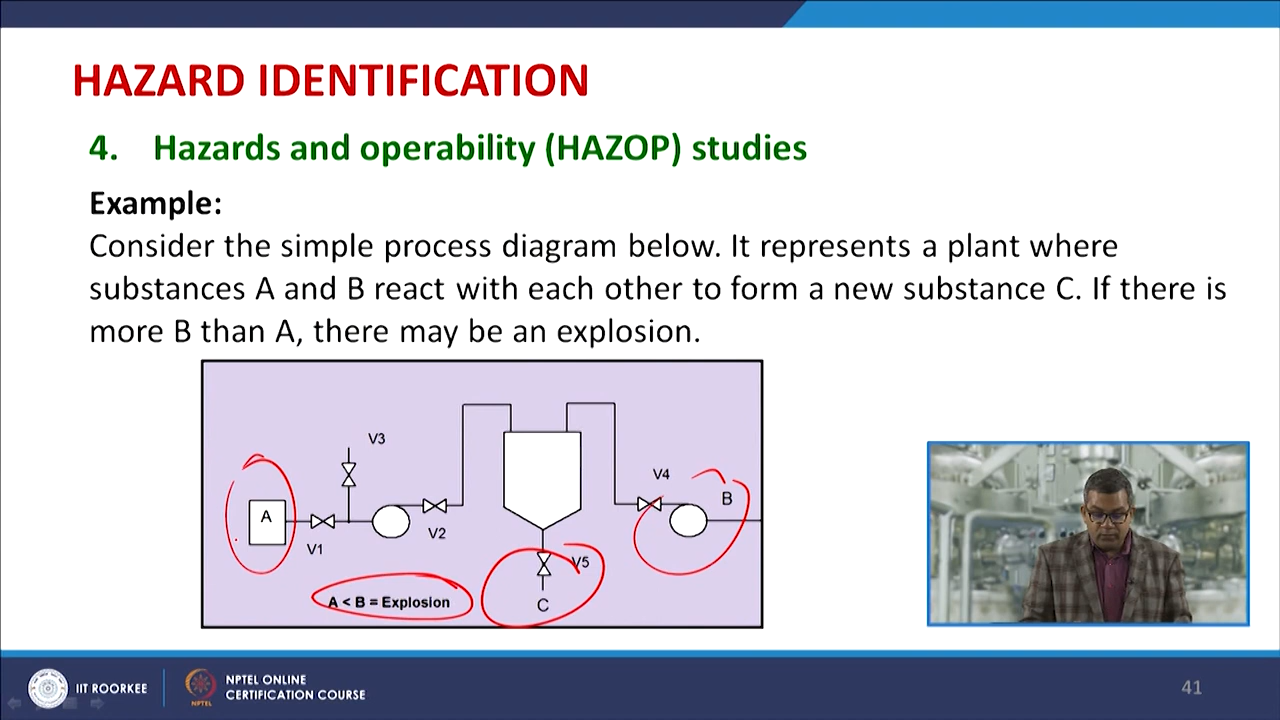 HAZARD IDENTIFICATION
4. Hazards and operability (HAZOP) studies
Example:
Consider the simple process diagram below. It represents a plant where
substances A and B react with each other to form a new substance C. If there is
more B than A, there may be an explosion.
V3
V4
B
A
V2
V1
V5
A < B = Explosion
C
IIT ROORKEE
NPTEL
NPTEL ONLINE
CERTIFICATION COURSE
41